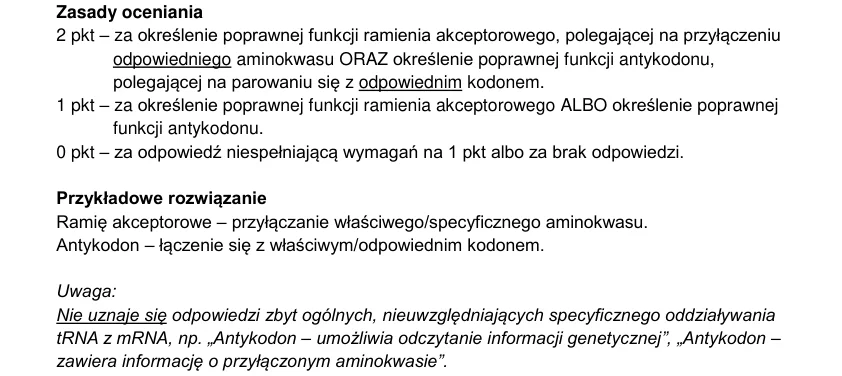 Zasady oceniania
2 pkt – za określenie poprawnej funkcji ramienia akceptorowego, polegającej na przyłączeniu
odpowiedniego aminokwasu ORAZ określenie poprawnej funkcji antykodonu,
polegającej na parowaniu się z odpowiednim kodonem.
1 pkt – za określenie poprawnej funkcji ramienia akceptorowego ALBO określenie poprawnej
funkcji antykodonu.
0 pkt – za odpowiedź niespełniającą wymagań na 1 pkt albo za brak odpowiedzi.
Przykładowe rozwiązanie
Ramię akceptorowe – przyłączanie właściwego/specyficznego aminokwasu.
Antykodon – łączenie się z właściwym/odpowiednim kodonem.
Uwaga:
Nie uznaje się odpowiedzi zbyt ogólnych, nieuwzględniających specyficznego oddziaływania
tRNA z mRNA, np. „Antykodon – umożliwia odczytanie informacji genetycznej”, „Antykodon –
zawiera informację o przyłączonym aminokwasie”.